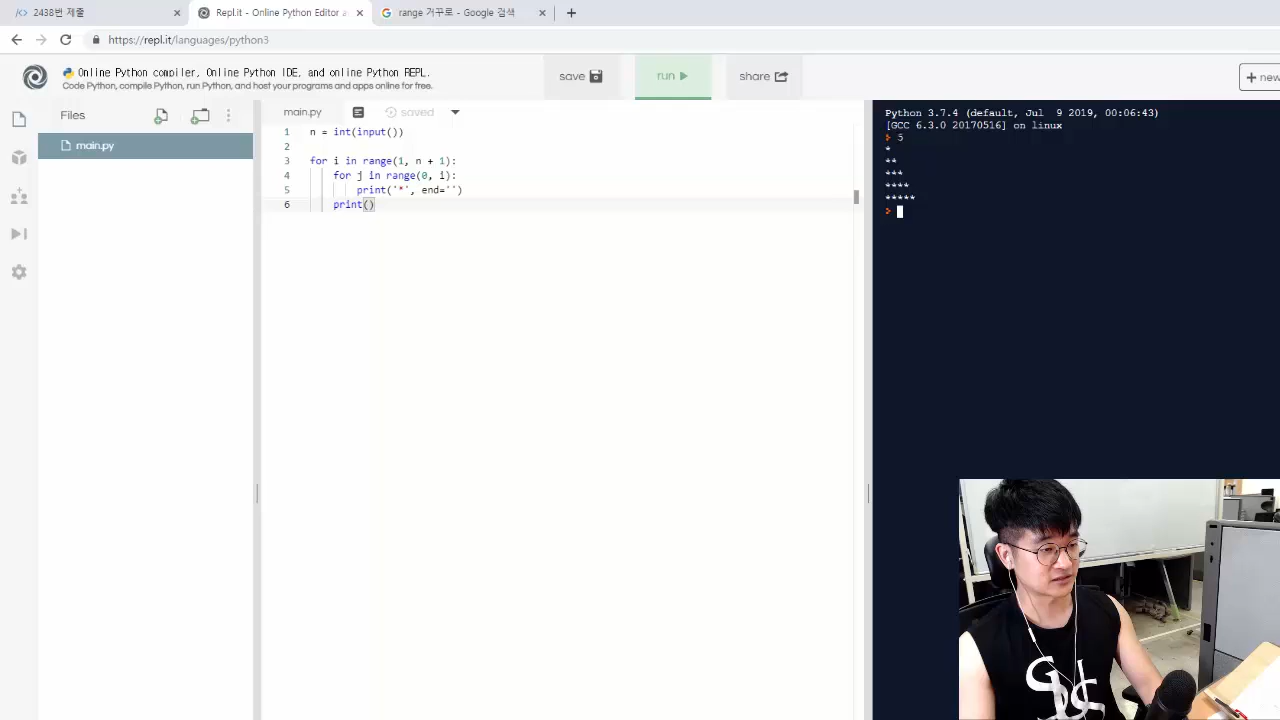 2438번 제출
Repl.it - Online Python Editor a
range 거꾸로 - Google 검색
https://repl.it/languages/python3
Online Python compiler, Online Python IDE, and online Python REPL.
Code Python, compile Python, run Python, and host your programs and apps online for free.
save
run
share
+ new
Files
main.py
main.py
saved
1 n = int(input())
2
3 for i in range(1, n + 1):
4 for j in range(0, i):
5 print('*', end='')
6 print()
Python 3.7.4 (default, Jul 9 2019, 00:06:43)
[GCC 6.3.0 20170516] on linux
5
*
**
***
****
*****